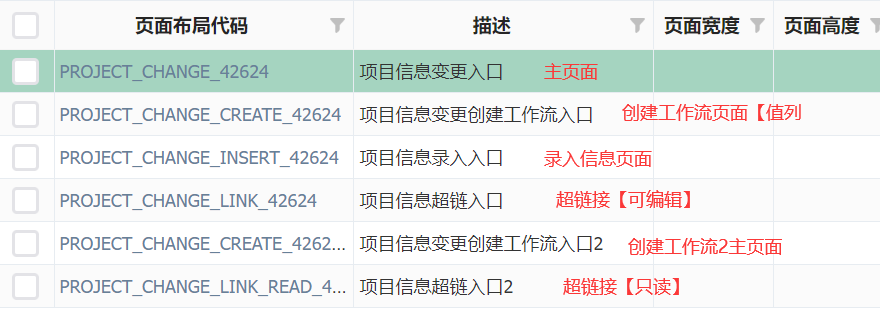 页面布局代码 描述 页面宽度 页面高度
PROJECT_CHANGE_42624 项目信息变更入口 主页面
PROJECT_CHANGE_CREATE_42624 项目信息变更创建工作流入口 创建工作流页面【值列
PROJECT_CHANGE_INSERT_42624 项目信息录入入口 录入信息页面
PROJECT_CHANGE_LINK_42624 项目信息超链入口 超链接【可编辑】
PROJECT_CHANGE_CREATE_4262... 项目信息变更创建工作流入口2 创建工作流2主页面
PROJECT_CHANGE_LINK_READ_4... 项目信息超链入口2 超链接【只读】